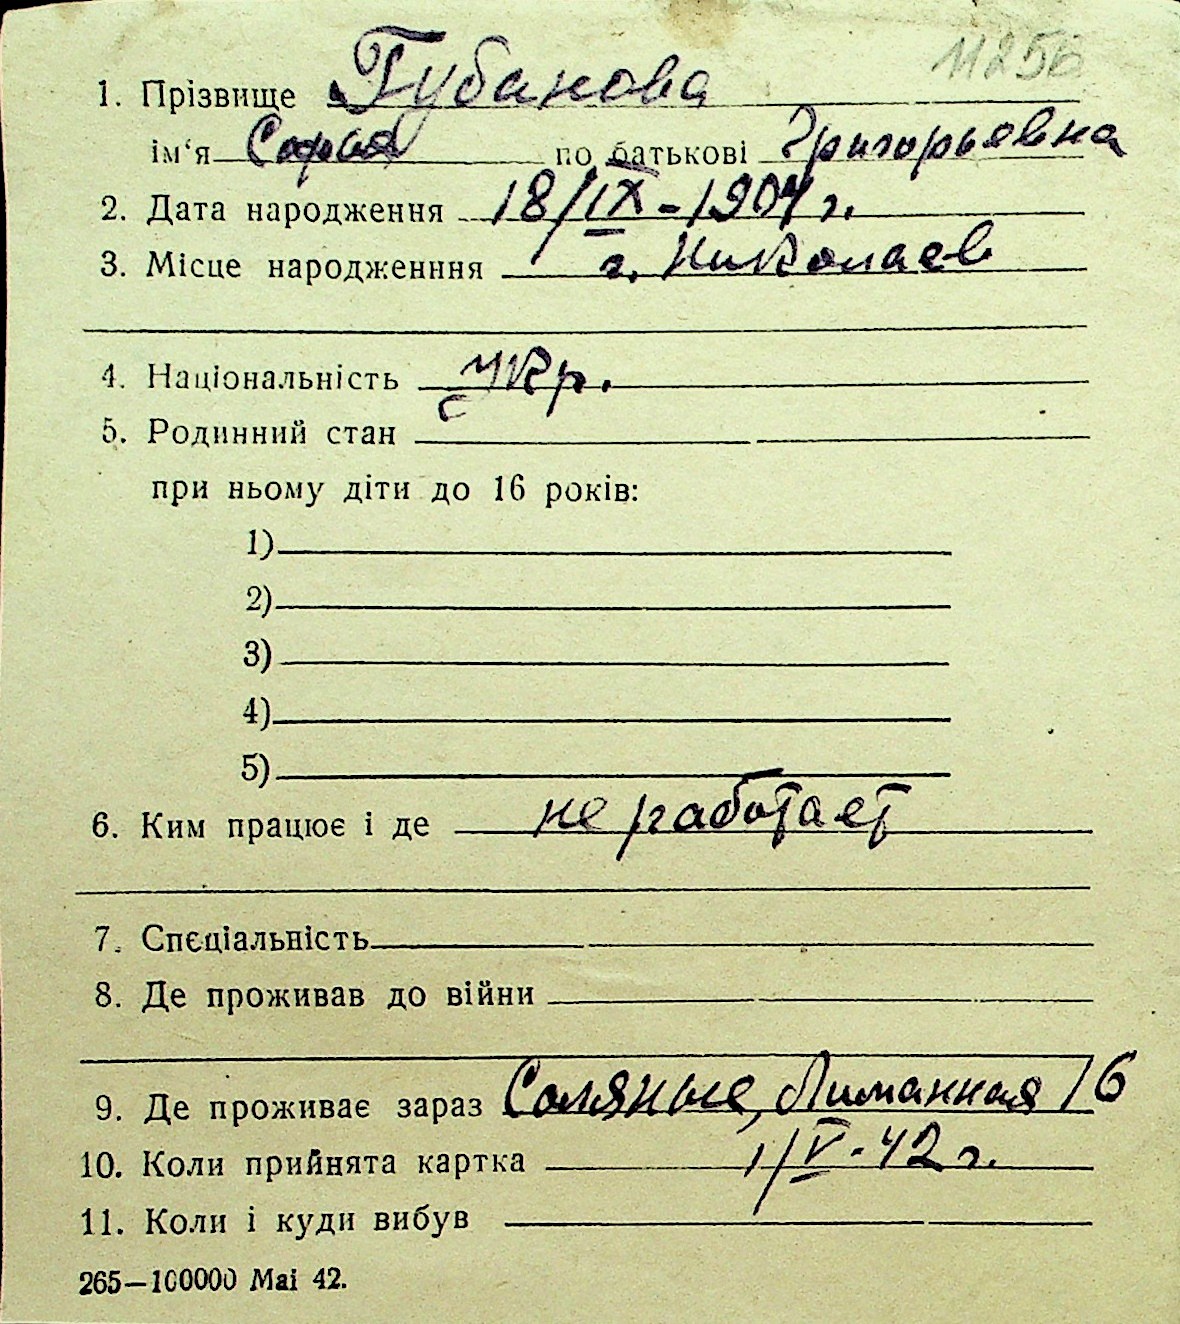 11256
1. Прізвище Губанова
ім‘я Софья по батькові Григорьевна
2. Дата народження 18/IX - 1904 г.
3. Місце народженння г. Николаев
4. Національність Укр.
5. Родинний стан
при ньому діти до 16 років:
1)
2)
3)
4)
5)
6. Ким працює і де не работает
7. Спєціальність
8. Де проживав до війни
9. Де проживає зараз Соляные, Лиманная 16
10. Коли прийнята картка 1/V - 42 г.
11. Коли і куди вибув
265—100000 Mai 42.